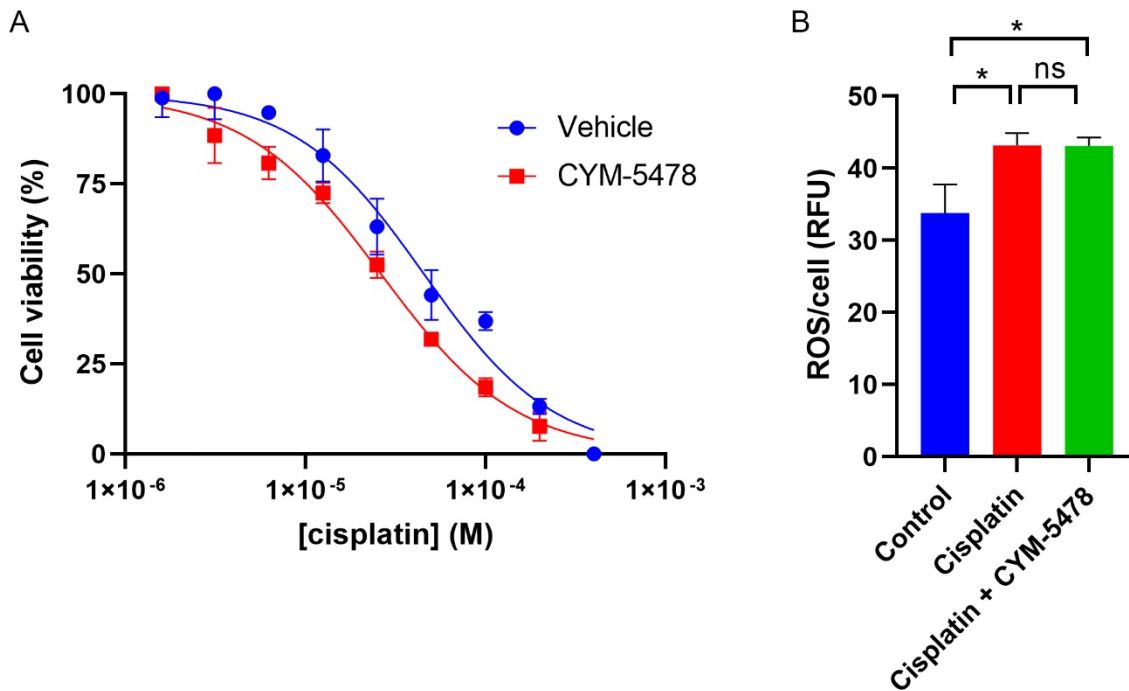 A
Cell viability (%)
100
75
50
25
0
1×10⁻⁶
1×10⁻⁵
1×10⁻⁴
1×10⁻³
[cisplatin] (M)
Vehicle
CYM-5478
B
*
*
ns
ROS/cell (RFU)
50
40
30
20
10
0
Control
Cisplatin
Cisplatin + CYM-5478